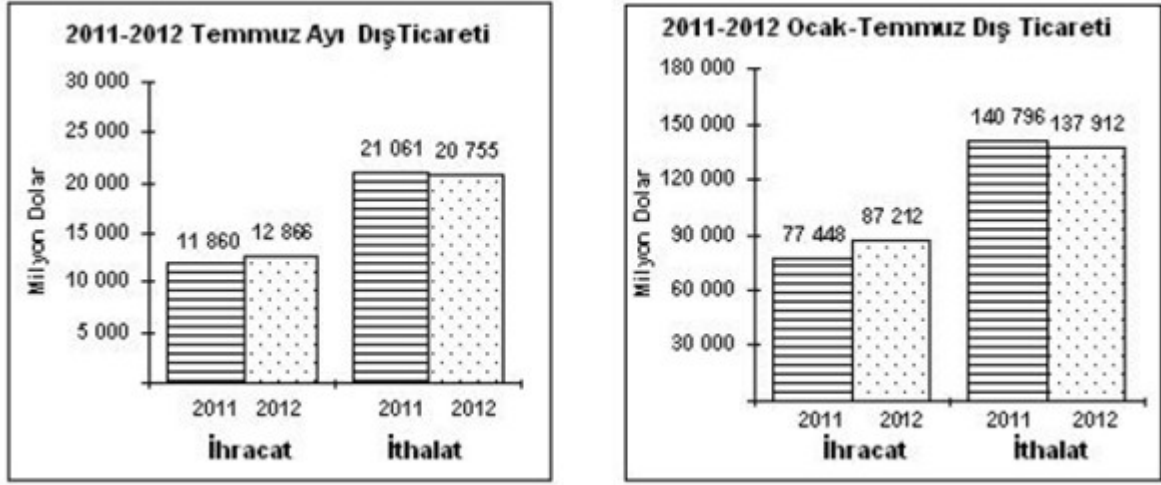 2011-2012 Temmuz Ayı DışTicareti
Milyon Dolar
30 000
25 000
20 000
15 000
10 000
5 000
11 860
12 866
21 061
20 755
2011 2012 2011 2012
İhracat İthalat
2011-2012 Ocak-Temmuz Dış Ticareti
Milyon Dolar
180 000
150 000
120 000
90 000
60 000
30 000
77 448
87 212
140 796
137 912
2011 2012 2011 2012
İhracat İthalat